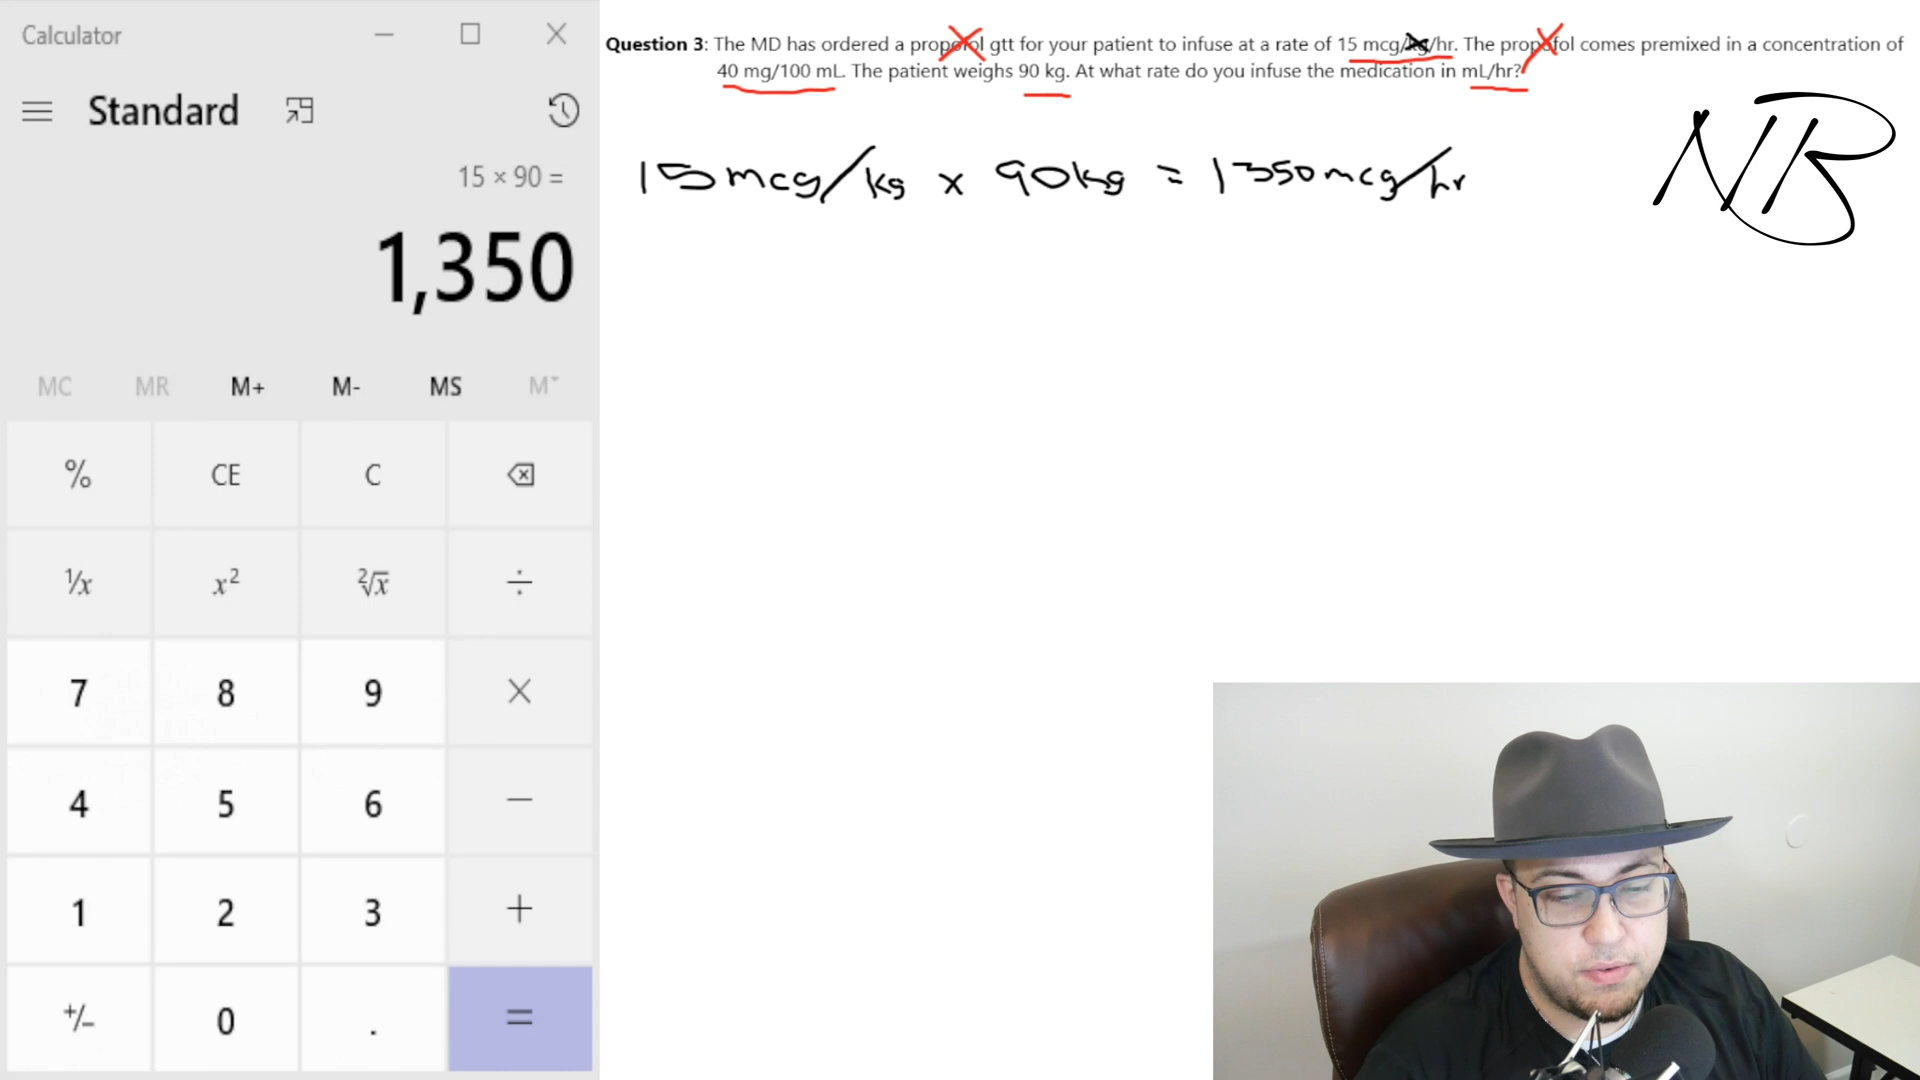 Calculator
Standard
15 × 90 =
1,350
MC MR M+ M- MS M˅
% CE C
¹/x x² ²√x ÷
7 8 9 ×
4 5 6 −
1 2 3 +
+/- 0 . =
Question 3: The MD has ordered a propofol gtt for your patient to infuse at a rate of 15 mcg/kg/hr. The propofol comes premixed in a concentration of
40 mg/100 mL. The patient weighs 90 kg. At what rate do you infuse the medication in mL/hr?
15mcg/kg x 90kg = 1350mcg/hr
NB